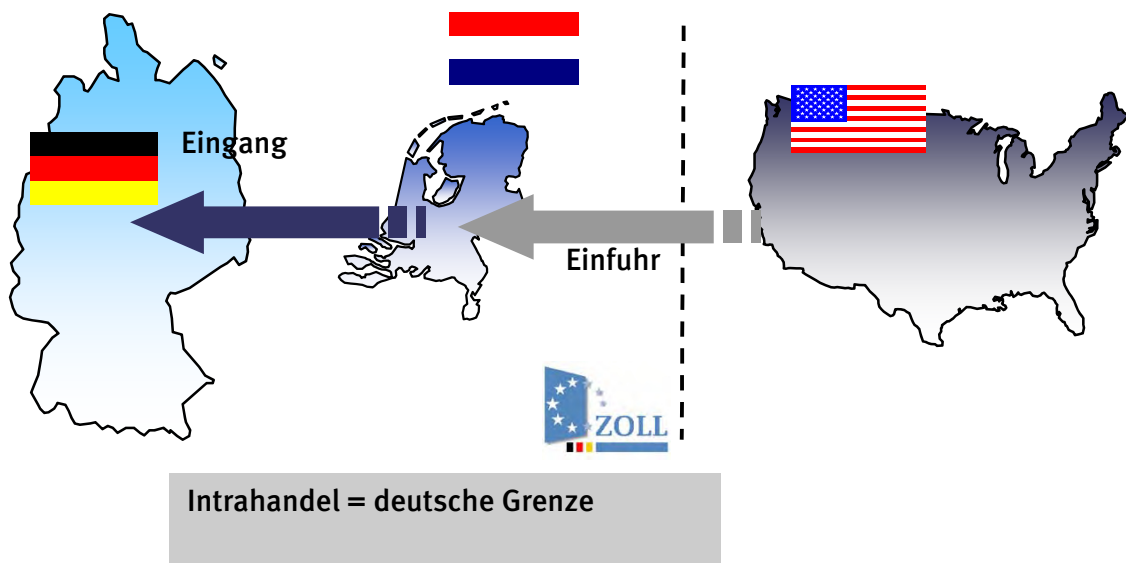 Eingang
Einfuhr
ZOLL
Intrahandel = deutsche Grenze